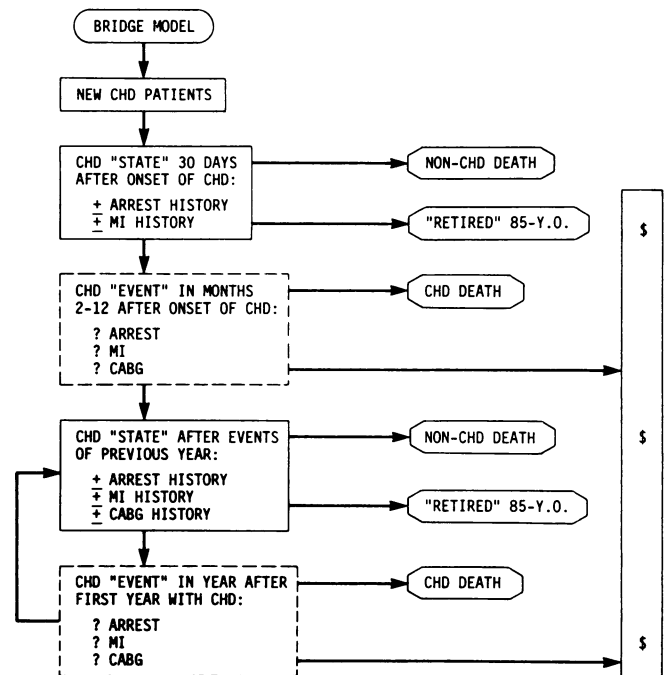 BRIDGE MODEL
NEW CHD PATIENTS
CHD "STATE" 30 DAYS
AFTER ONSET OF CHD:
± ARREST HISTORY
± MI HISTORY
NON-CHD DEATH
"RETIRED" 85-Y.O.
$
CHD "EVENT" IN MONTHS
2-12 AFTER ONSET OF CHD:
? ARREST
? MI
? CABG
CHD DEATH
CHD "STATE" AFTER EVENTS
OF PREVIOUS YEAR:
± ARREST HISTORY
± MI HISTORY
± CABG HISTORY
NON-CHD DEATH
"RETIRED" 85-Y.O.
$
CHD "EVENT" IN YEAR AFTER
FIRST YEAR WITH CHD:
? ARREST
? MI
? CABG
CHD DEATH
$